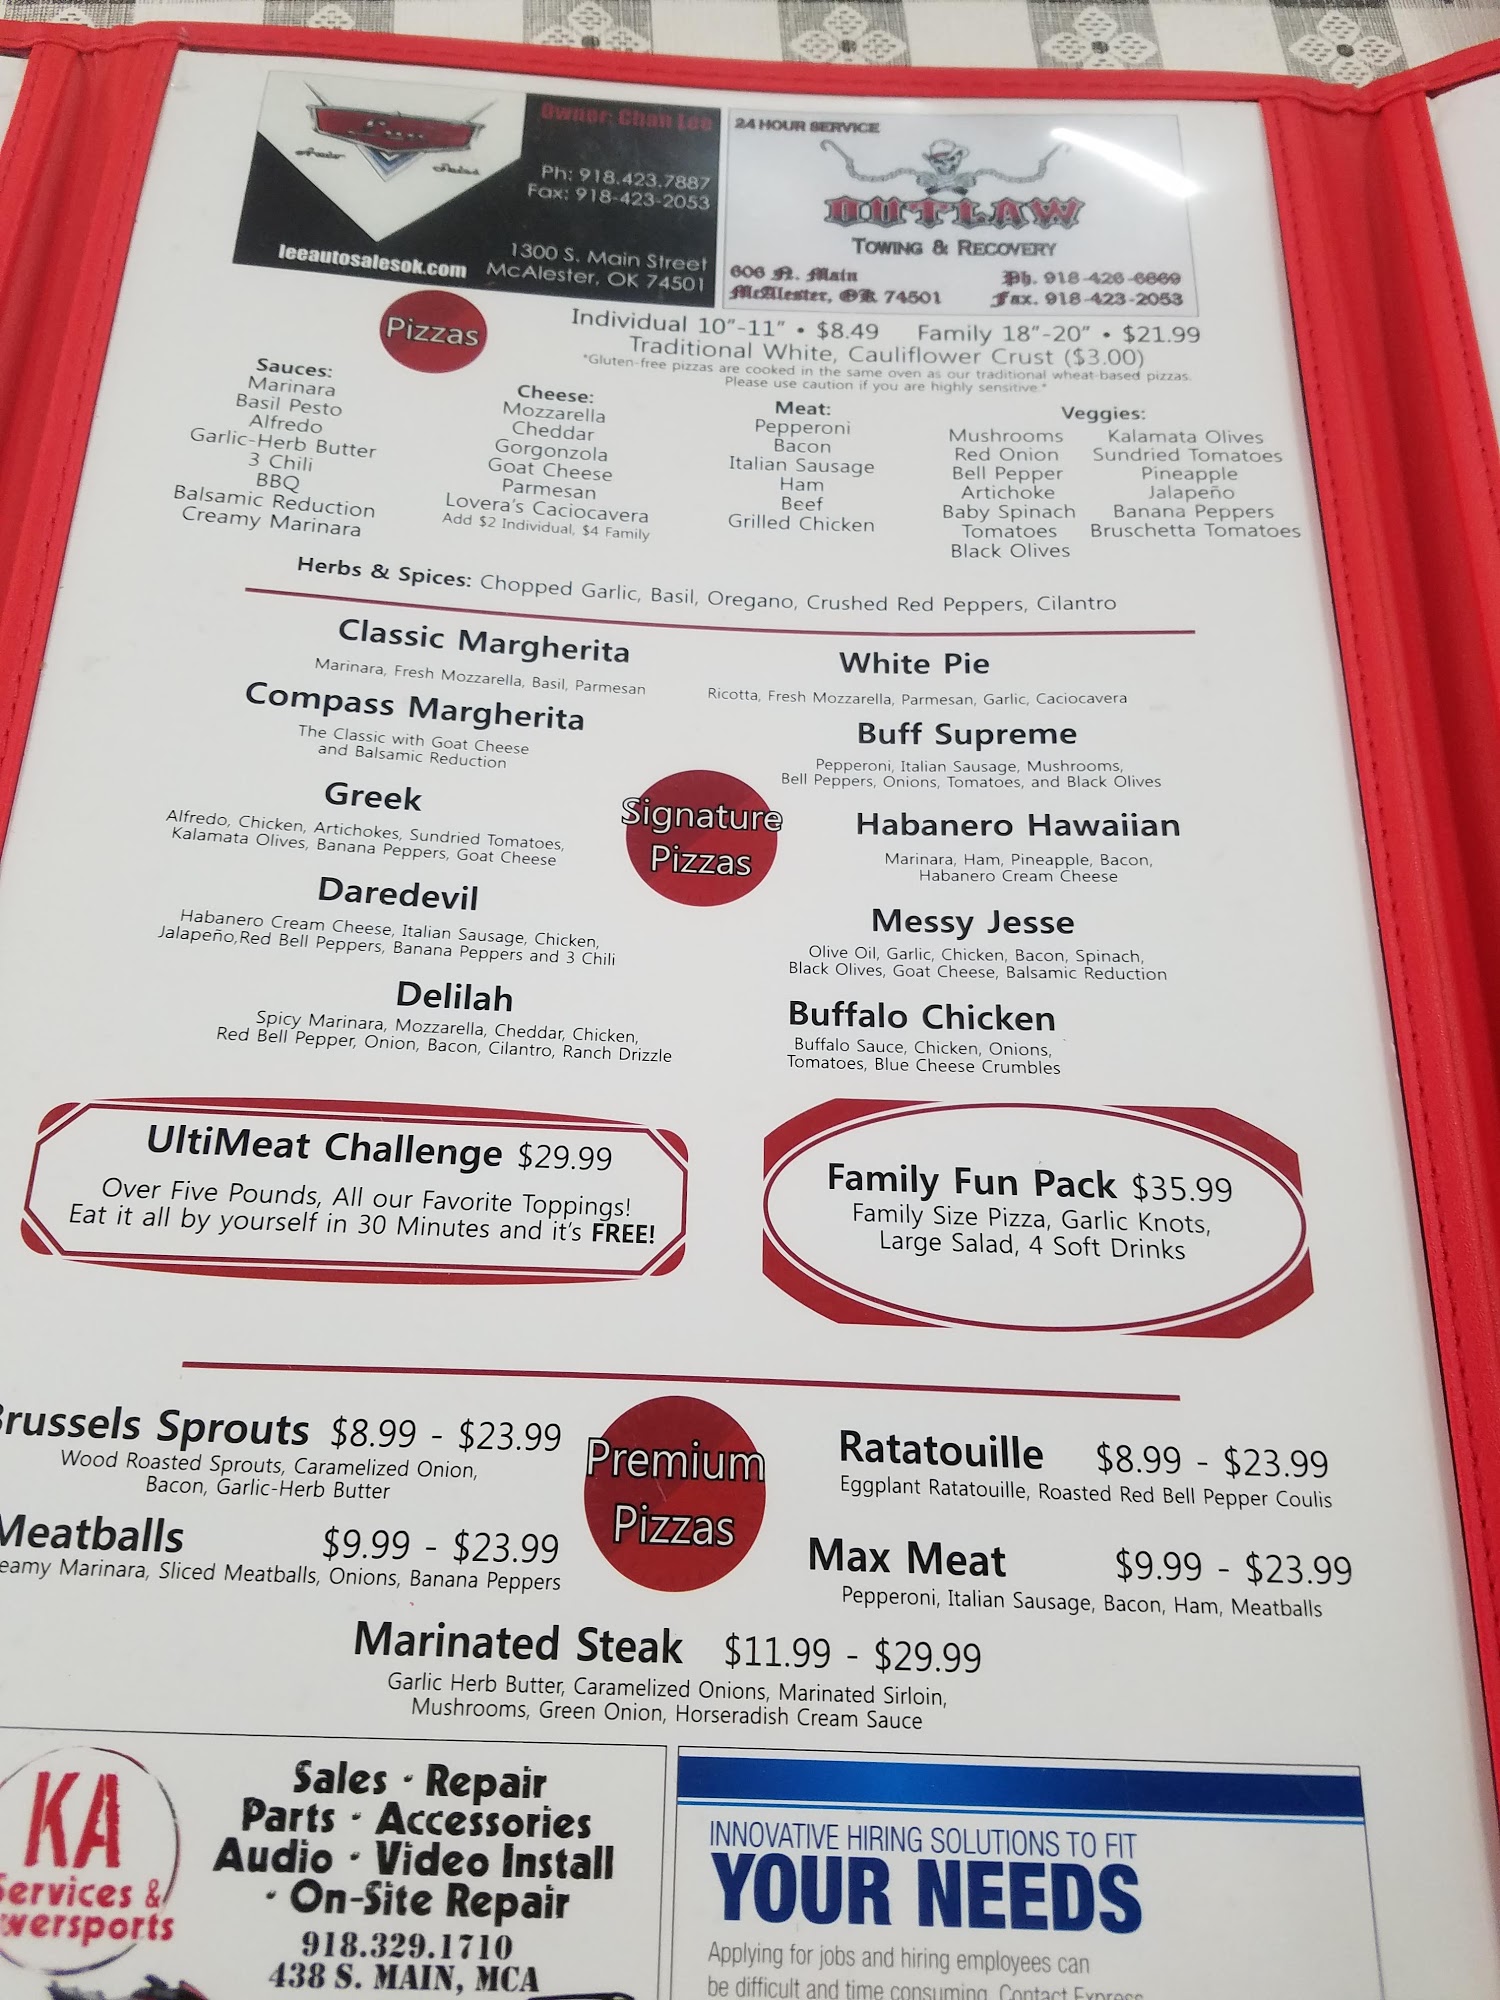 Owner: Chan Lee
Ph: 918.423.7887
Fax: 918-423-2053
leeautosalesok.com
1300 S. Main Street
McAlester, OK 74501
24 HOUR SERVICE
OUTLAW
TOWING & RECOVERY
606 N. Main
McAlester, OK 74501
Ph. 918-426-6869
Fax. 918-423-2053
Pizzas
Individual 10"-11" • $8.49 Family 18"-20" • $21.99
Traditional White, Cauliflower Crust ($3.00)
*Gluten-free pizzas are cooked in the same oven as our traditional wheat-based pizzas.
Please use caution if you are highly sensitive*
Sauces:
Marinara
Basil Pesto
Alfredo
Garlic-Herb Butter
3 Chili
BBQ
Balsamic Reduction
Creamy Marinara
Cheese:
Mozzarella
Cheddar
Gorgonzola
Goat Cheese
Parmesan
Lovera's Caciocavera
Add $2 Individual, $4 Family
Meat:
Pepperoni
Bacon
Italian Sausage
Ham
Beef
Grilled Chicken
Veggies:
Mushrooms
Red Onion
Bell Pepper
Artichoke
Baby Spinach
Tomatoes
Black Olives
Kalamata Olives
Sundried Tomatoes
Pineapple
Jalapeño
Banana Peppers
Bruschetta Tomatoes
Herbs & Spices: Chopped Garlic, Basil, Oregano, Crushed Red Peppers, Cilantro
Signature
Pizzas
Classic Margherita
Marinara, Fresh Mozzarella, Basil, Parmesan
Compass Margherita
The Classic with Goat Cheese
and Balsamic Reduction
Greek
Alfredo, Chicken, Artichokes, Sundried Tomatoes,
Kalamata Olives, Banana Peppers, Goat Cheese
Daredevil
Habanero Cream Cheese, Italian Sausage, Chicken,
Jalapeño,Red Bell Peppers, Banana Peppers and 3 Chili
Delilah
Spicy Marinara, Mozzarella, Cheddar, Chicken,
Red Bell Pepper, Onion, Bacon, Cilantro, Ranch Drizzle
White Pie
Ricotta, Fresh Mozzarella, Parmesan, Garlic, Caciocavera
Buff Supreme
Pepperoni, Italian Sausage, Mushrooms,
Bell Peppers, Onions, Tomatoes, and Black Olives
Habanero Hawaiian
Marinara, Ham, Pineapple, Bacon,
Habanero Cream Cheese
Messy Jesse
Olive Oil, Garlic, Chicken, Bacon, Spinach,
Black Olives, Goat Cheese, Balsamic Reduction
Buffalo Chicken
Buffalo Sauce, Chicken, Onions,
Tomatoes, Blue Cheese Crumbles
UltiMeat Challenge $29.99
Over Five Pounds, All our Favorite Toppings!
Eat it all by yourself in 30 Minutes and it's FREE!
Family Fun Pack $35.99
Family Size Pizza, Garlic Knots,
Large Salad, 4 Soft Drinks
Premium
Pizzas
Brussels Sprouts $8.99 - $23.99
Wood Roasted Sprouts, Caramelized Onion,
Bacon, Garlic-Herb Butter
Meatballs $9.99 - $23.99
eamy Marinara, Sliced Meatballs, Onions, Banana Peppers
Ratatouille $8.99 - $23.99
Eggplant Ratatouille, Roasted Red Bell Pepper Coulis
Max Meat $9.99 - $23.99
Pepperoni, Italian Sausage, Bacon, Ham, Meatballs
Marinated Steak $11.99 - $29.99
Garlic Herb Butter, Caramelized Onions, Marinated Sirloin,
Mushrooms, Green Onion, Horseradish Cream Sauce
KA
Services &
wersports
Sales · Repair
Parts · Accessories
Audio · Video Install
· On-Site Repair
918.329.1710
438 S. MAIN, MCA
INNOVATIVE HIRING SOLUTIONS TO FIT
YOUR NEEDS
Applying for jobs and hiring employees can
be difficult and time consuming. Contact Express